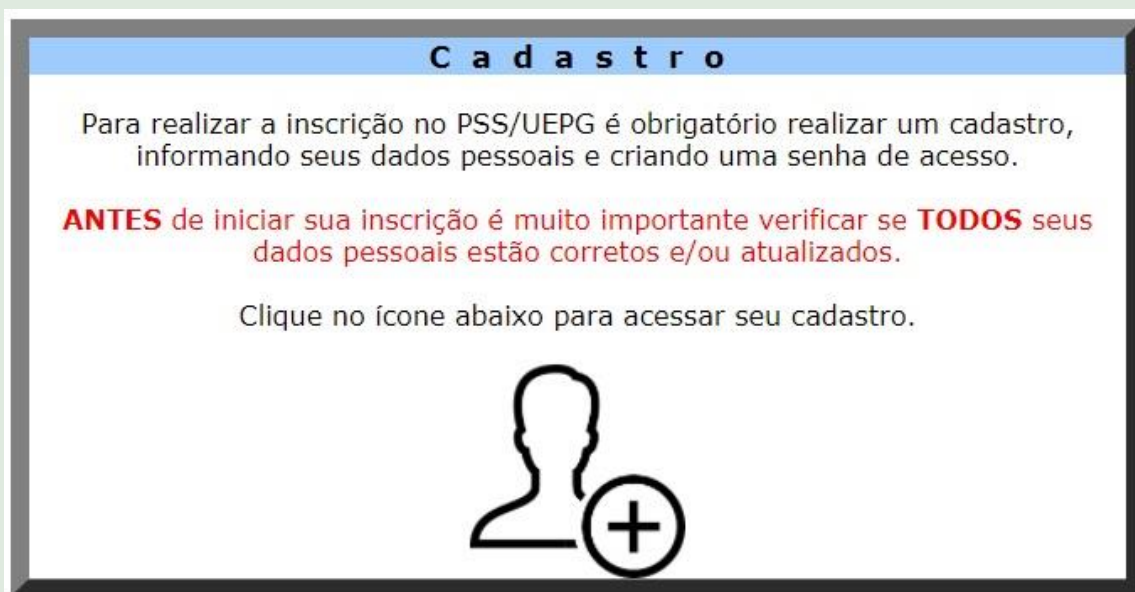 Cadastro
Para realizar a inscrição no PSS/UEPG é obrigatório realizar um cadastro,
informando seus dados pessoais e criando uma senha de acesso.
ANTES de iniciar sua inscrição é muito importante verificar se TODOS seus
dados pessoais estão corretos e/ou atualizados.
Clique no ícone abaixo para acessar seu cadastro.